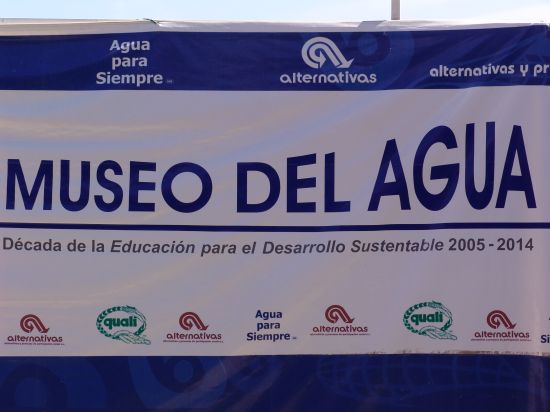 Agua
para
Siempre
alternativas
alternativas y pr
MUSEO DEL AGUA
Década de la Educación para el Desarrollo Sustentable 2005 - 2014
alternativas
quali
alternativas
Agua
para
Siempre
alternativas
quali
alternativas